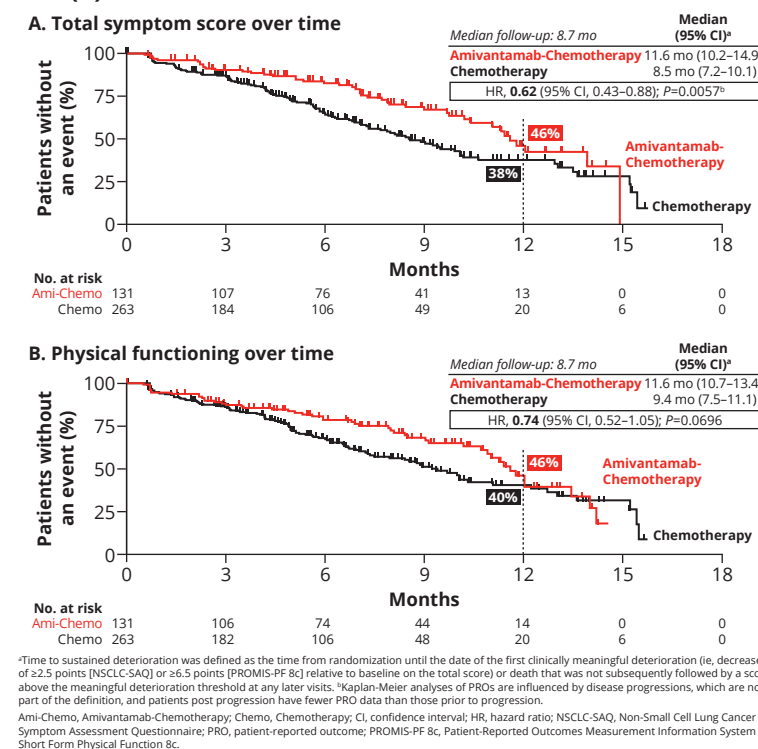 A. Total symptom score over time
Median follow-up: 8.7 mo
Median
(95% CI)ᵃ
Amivantamab-Chemotherapy 11.6 mo (10.2–14.9
Chemotherapy 8.5 mo (7.2–10.1)
HR, 0.62 (95% CI, 0.43–0.88); P=0.0057ᵇ
Patients without
an event (%)
100
75
50
25
0
46%
38%
Amivantamab-
Chemotherapy
Chemotherapy
0 3 6 9 12 15 18
Months
No. at risk
Ami-Chemo 131 107 76 41 13 0 0
Chemo 263 184 106 49 20 6 0
B. Physical functioning over time
Median follow-up: 8.7 mo
Median
(95% CI)ᵃ
Amivantamab-Chemotherapy 11.6 mo (10.7–13.4
Chemotherapy 9.4 mo (7.5–11.1)
HR, 0.74 (95% CI, 0.52–1.05); P=0.0696
Patients without
an event (%)
100
75
50
25
0
46%
40%
Amivantamab-
Chemotherapy
Chemotherapy
0 3 6 9 12 15 18
Months
No. at risk
Ami-Chemo 131 106 74 44 14 0 0
Chemo 263 182 106 48 20 6 0
ᵃTime to sustained deterioration was defined as the time from randomization until the date of the first clinically meaningful deterioration (ie, decrease
of ≥2.5 points [NSCLC-SAQ] or ≥6.5 points [PROMIS-PF 8c] relative to baseline on the total score) or death that was not subsequently followed by a sco
above the meaningful deterioration threshold at any later visits. ᵇKaplan-Meier analyses of PROs are influenced by disease progressions, which are no
part of the definition, and patients post progression have fewer PRO data than those prior to progression.
Ami-Chemo, Amivantamab-Chemotherapy; Chemo, Chemotherapy; CI, confidence interval; HR, hazard ratio; NSCLC-SAQ, Non-Small Cell Lung Cancer
Symptom Assessment Questionnaire; PRO, patient-reported outcome; PROMIS-PF 8c, Patient-Reported Outcomes Measurement Information System
Short Form Physical Function 8c.